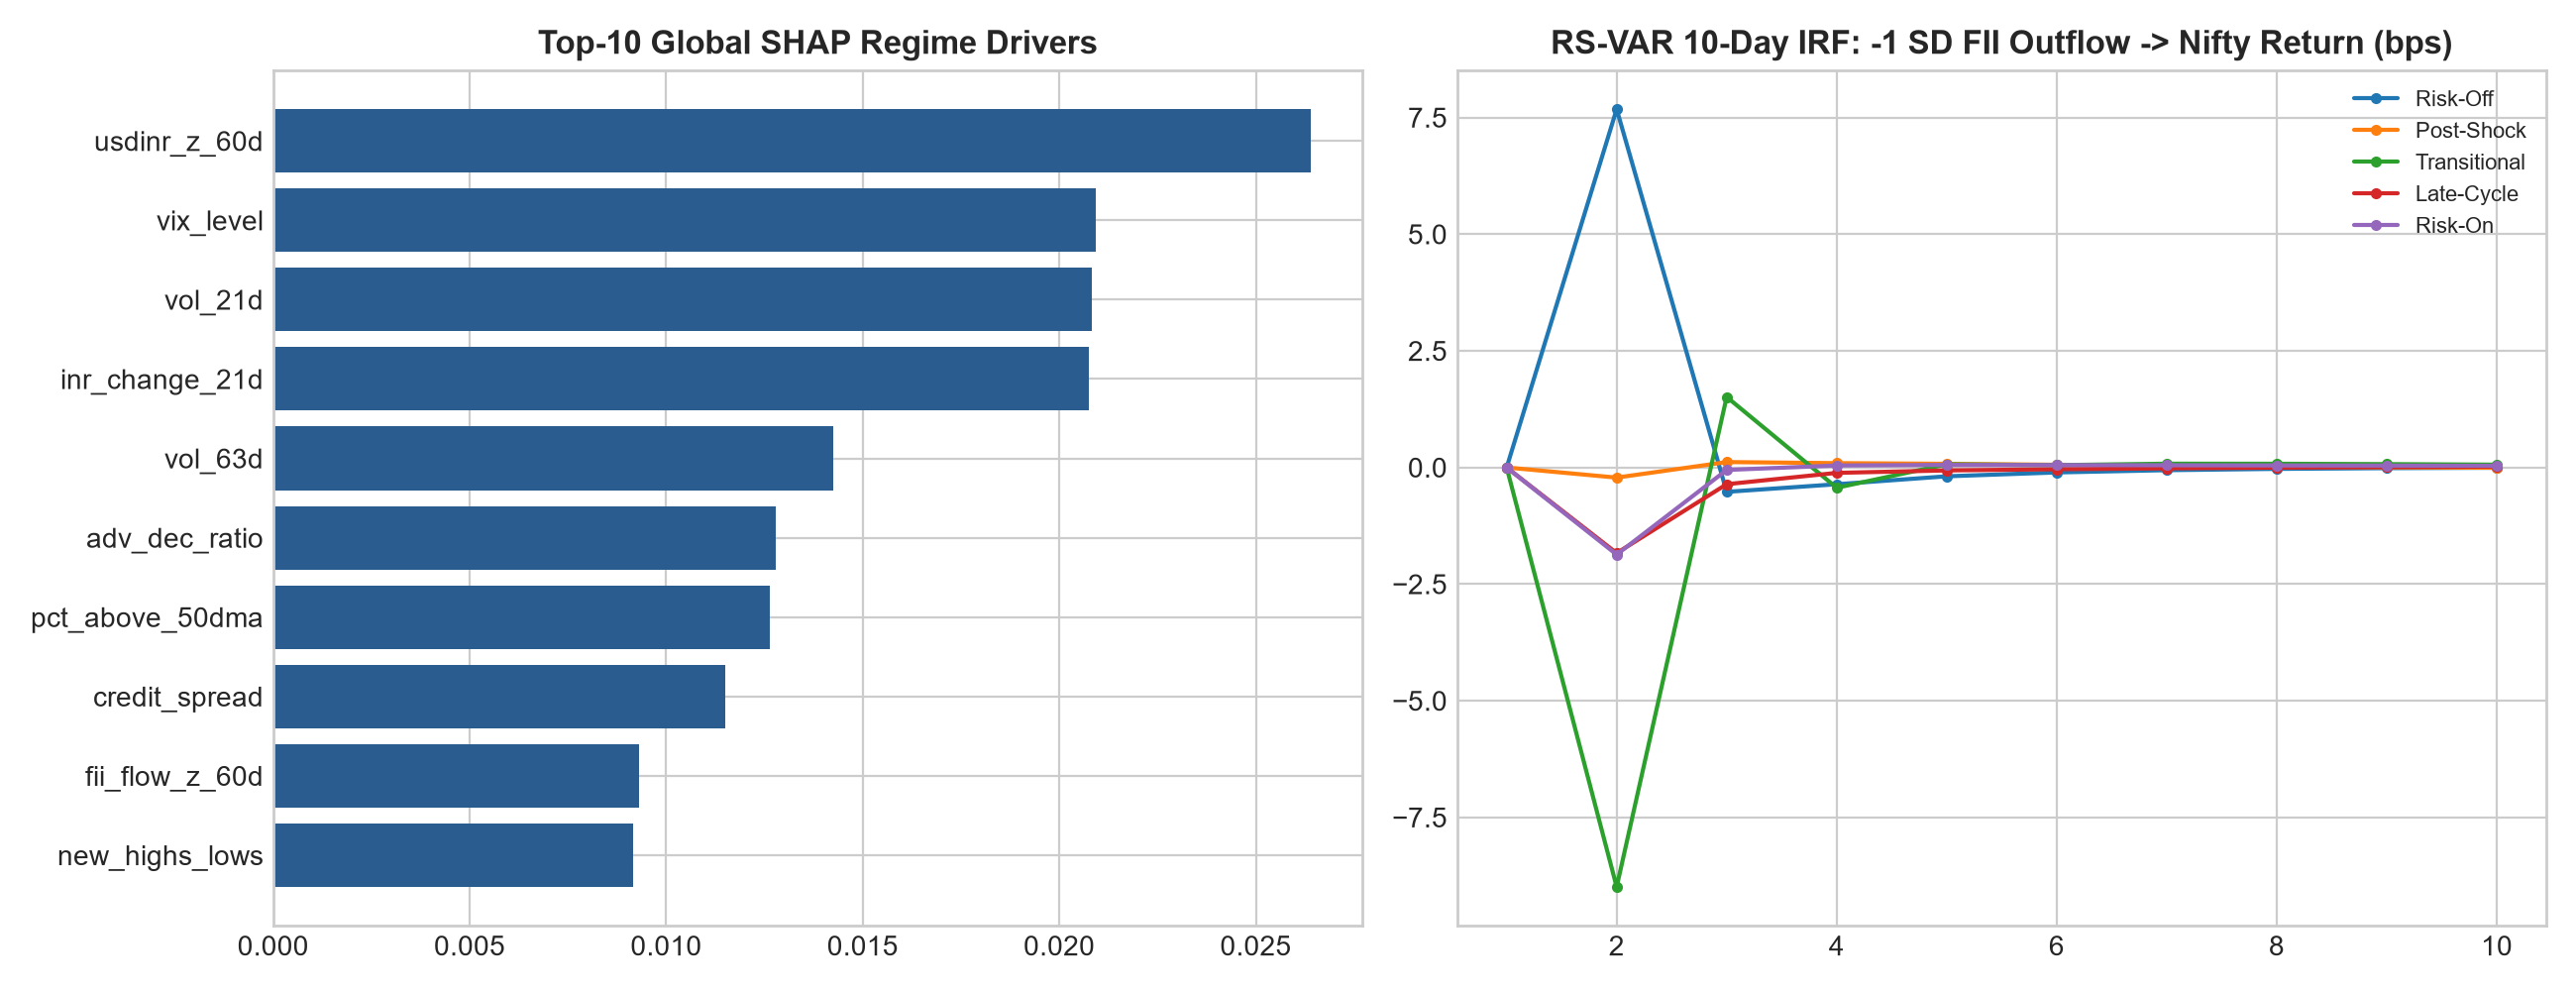 Top-10 Global SHAP Regime Drivers
usdinr_z_60d
vix_level
vol_21d
inr_change_21d
vol_63d
adv_dec_ratio
pct_above_50dma
credit_spread
fii_flow_z_60d
new_highs_lows
0.000 0.005 0.010 0.015 0.020 0.025
RS-VAR 10-Day IRF: -1 SD FII Outflow -> Nifty Return (bps)
7.5
5.0
2.5
0.0
−2.5
−5.0
−7.5
Risk-Off
Post-Shock
Transitional
Late-Cycle
Risk-On
2 4 6 8 10